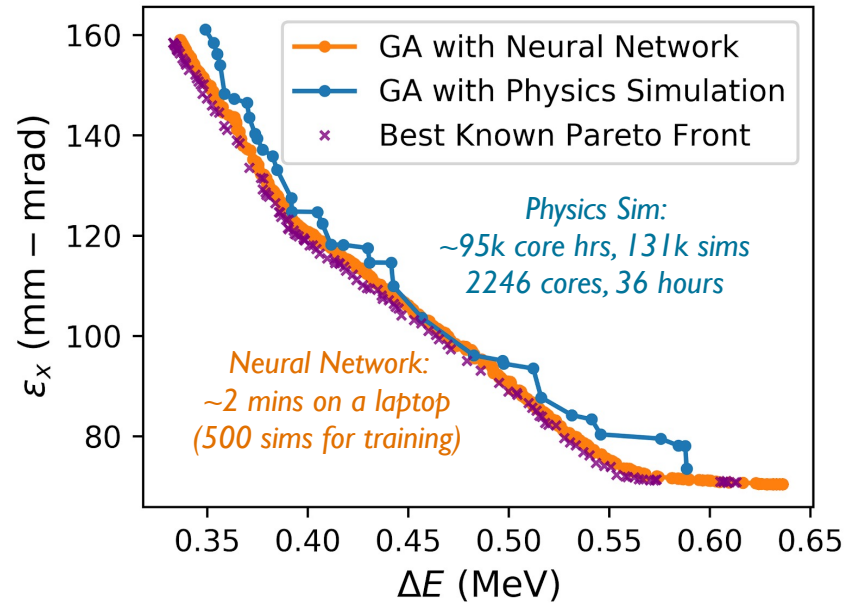 160
140
120
100
80
εx (mm − mrad)
GA with Neural Network
GA with Physics Simulation
Best Known Pareto Front
Physics Sim:
~95k core hrs, 131k sims
2246 cores, 36 hours
Neural Network:
~2 mins on a laptop
(500 sims for training)
0.35 0.40 0.45 0.50 0.55 0.60 0.65
ΔE (MeV)